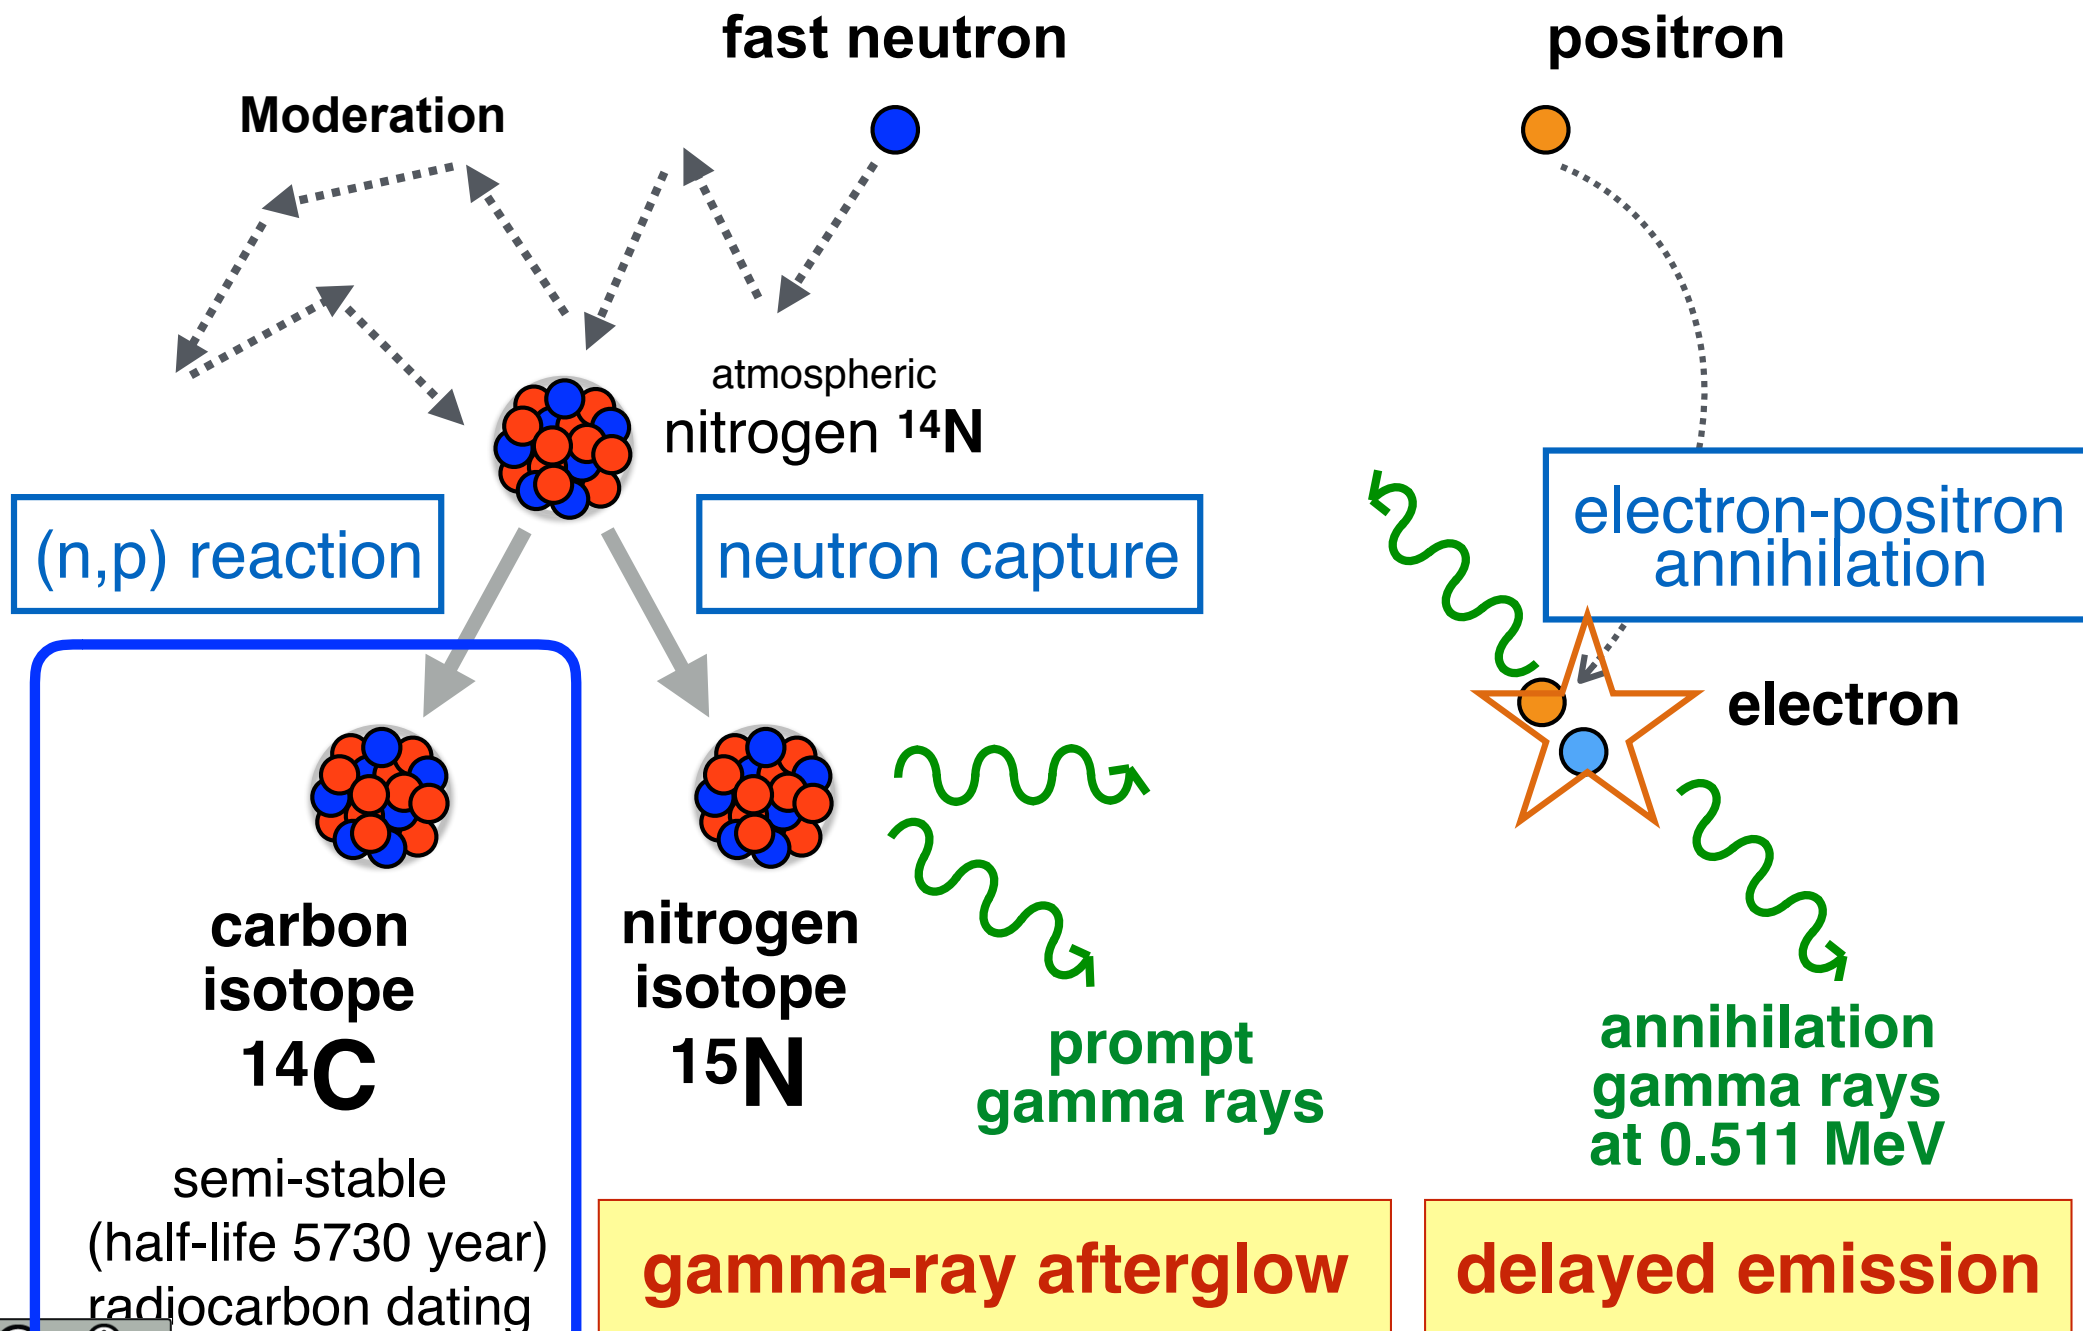 fast neutron
positron
Moderation
atmospheric
nitrogen ¹⁴N
(n,p) reaction
neutron capture
electron-positron
annihilation
electron
carbon
isotope
¹⁴C
nitrogen
isotope
¹⁵N
prompt
gamma rays
annihilation
gamma rays
at 0.511 MeV
semi-stable
(half-life 5730 year)
radiocarbon dating
gamma-ray afterglow
delayed emission